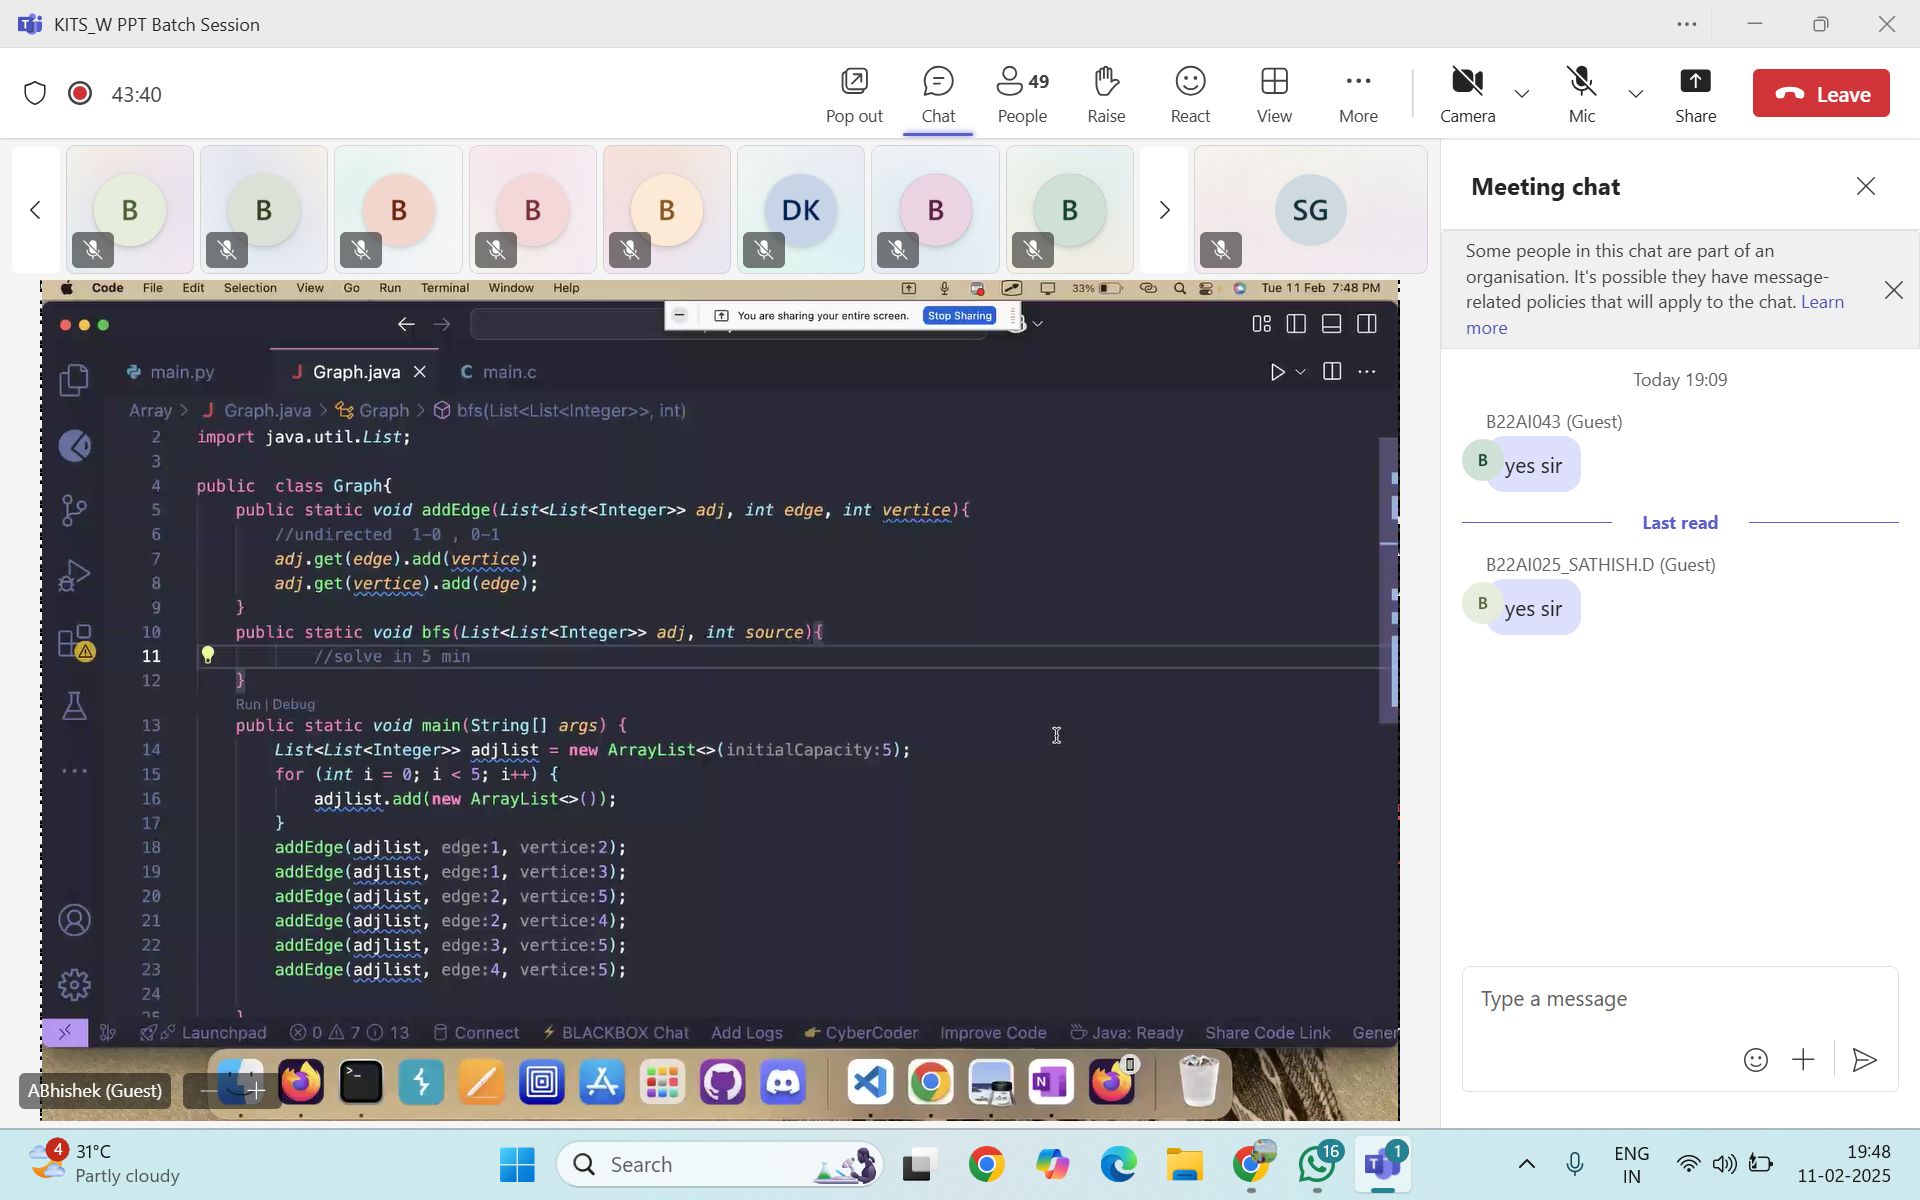 KITS_W PPT Batch Session
43:40
Pop out
Chat
49
People
Raise
React
View
More
Camera
Mic
Share
Leave
B
B
B
B
B
DK
B
B
SG
Code File Edit Selection View Go Run Terminal Window Help
33%
Tue 11 Feb 7:48 PM
You are sharing your entire screen.
Stop Sharing
main.py
J Graph.java
C main.c
Array > J Graph.java > Graph > bfs(List<List<Integer>>, int)
2 import java.util.List;
3
4 public  class Graph{
5 public static void addEdge(List<List<Integer>> adj, int edge, int vertice){
6 //undirected  1-0 , 0-1
7 adj.get(edge).add(vertice);
8 adj.get(vertice).add(edge);
9 }
10 public static void bfs(List<List<Integer>> adj, int source){
11 //solve in 5 min
12 }
Run | Debug
13 public static void main(String[] args) {
14 List<List<Integer>> adjlist = new ArrayList<>(initialCapacity:5);
15 for (int i = 0; i < 5; i++) {
16 adjlist.add(new ArrayList<>());
17 }
18 addEdge(adjlist, edge:1, vertice:2);
19 addEdge(adjlist, edge:1, vertice:3);
20 addEdge(adjlist, edge:2, vertice:5);
21 addEdge(adjlist, edge:2, vertice:4);
22 addEdge(adjlist, edge:3, vertice:5);
23 addEdge(adjlist, edge:4, vertice:5);
24
25 }
Launchpad 0 7 13 Connect BLACKBOX Chat Add Logs CyberCoder Improve Code Java: Ready Share Code Link Gener
ABhishek (Guest)
Meeting chat
Some people in this chat are part of an
organisation. It's possible they have message-
related policies that will apply to the chat. Learn
more
Today 19:09
B22AI043 (Guest)
B
yes sir
Last read
B22AI025_SATHISH.D (Guest)
B
yes sir
Type a message
4
31°C
Partly cloudy
Search
16
1
ENG
IN
19:48
11-02-2025